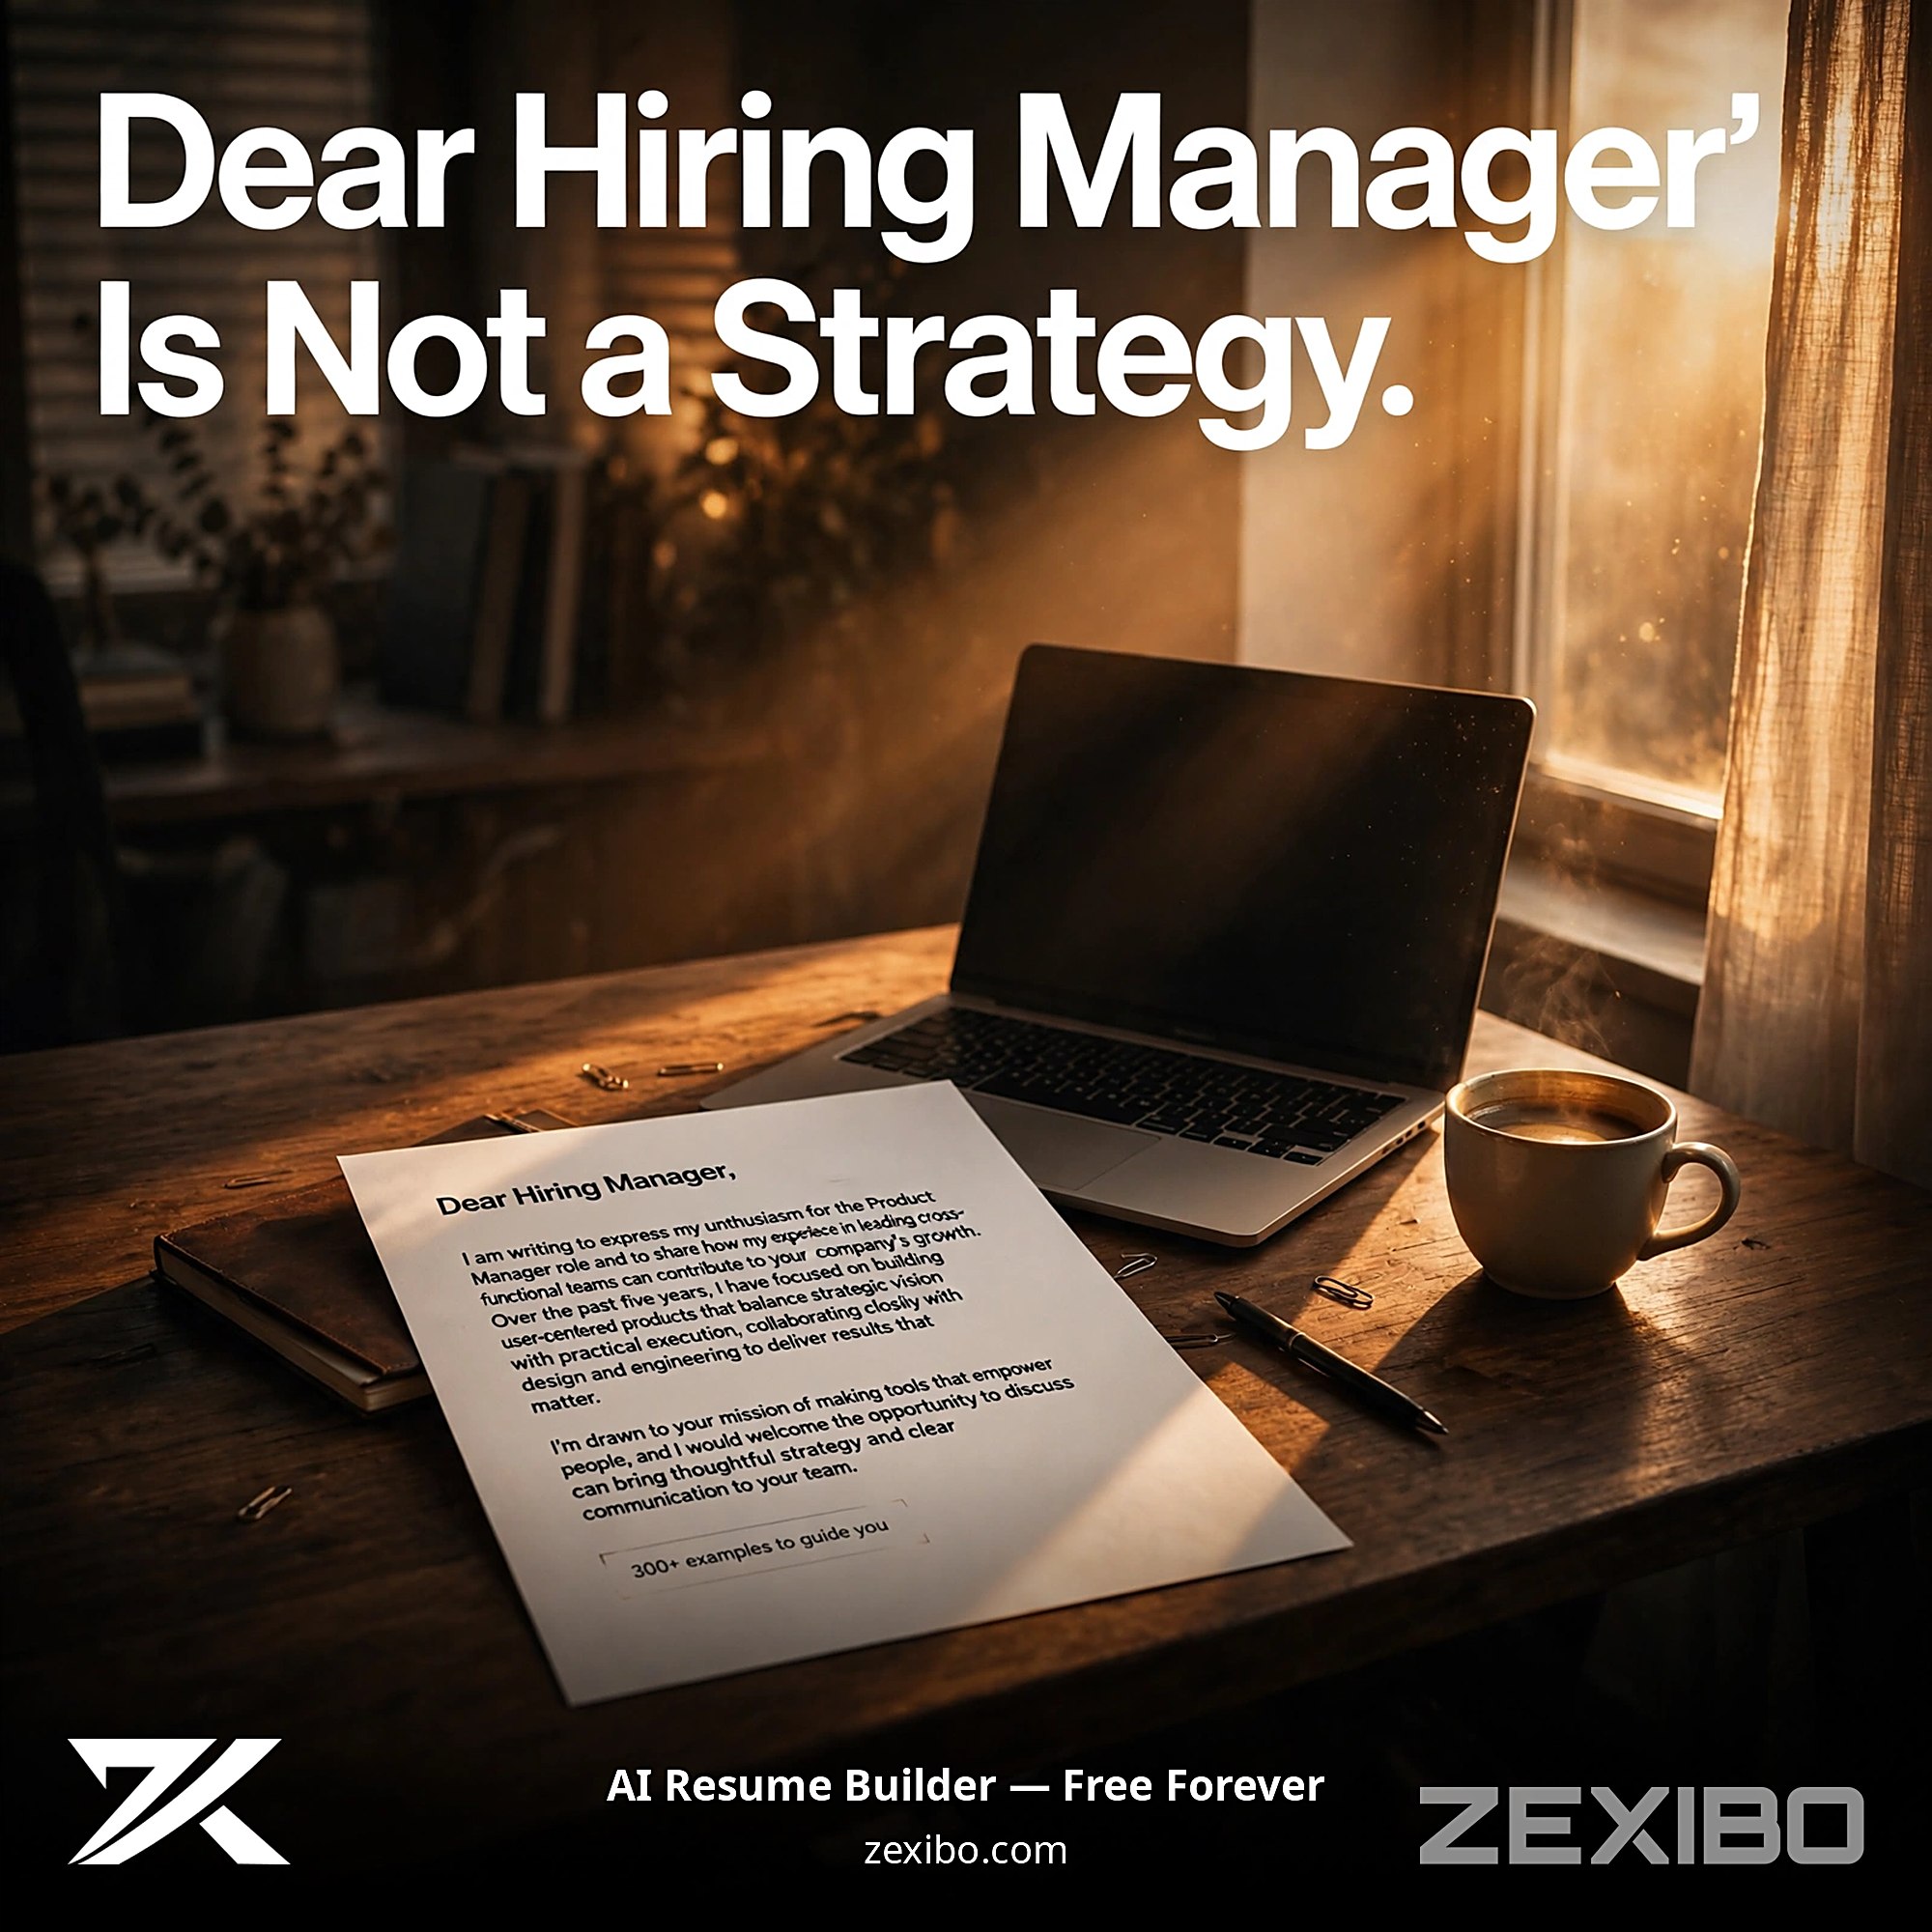 Dear Hiring Manager’
Is Not a Strategy.
Dear Hiring Manager,
I am writing to express my unthusiasm for the Product
Manager role and to share how my in leading cross-
functional teams can contribute to your company's growth.
Over the past five years, I have focused on building
user-centered products that balance strategic vision
with practical execution, collaborating with
design and engineering to deliver results that
matter.
I'm drawn to your mission of making tools that empower
people, and I would welcome the opportunity to discuss
can bring thoughtful strategy and clear
communication to your team.
300+ examples to guide you
AI Resume Builder — Free Forever
zexibo.com
ZEXIBO